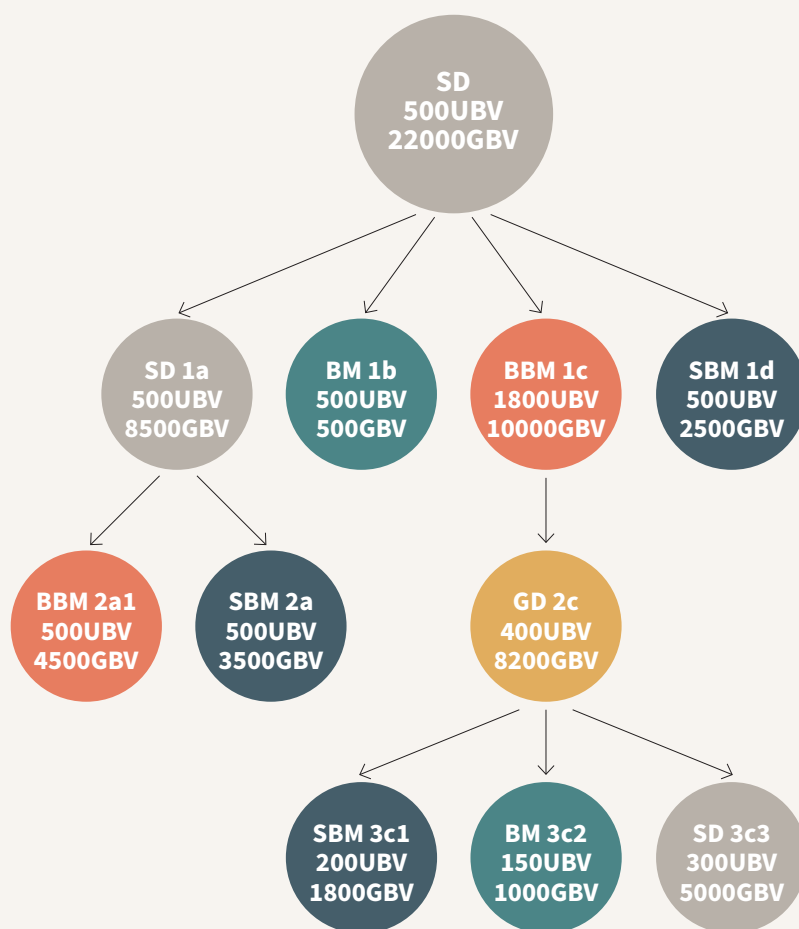 SD
500UBV
22000GBV
SD 1a
500UBV
8500GBV
BM 1b
500UBV
500GBV
BBM 1c
1800UBV
10000GBV
SBM 1d
500UBV
2500GBV
BBM 2a1
500UBV
4500GBV
SBM 2a
500UBV
3500GBV
GD 2c
400UBV
8200GBV
SBM 3c1
200UBV
1800GBV
BM 3c2
150UBV
1000GBV
SD 3c3
300UBV
5000GBV